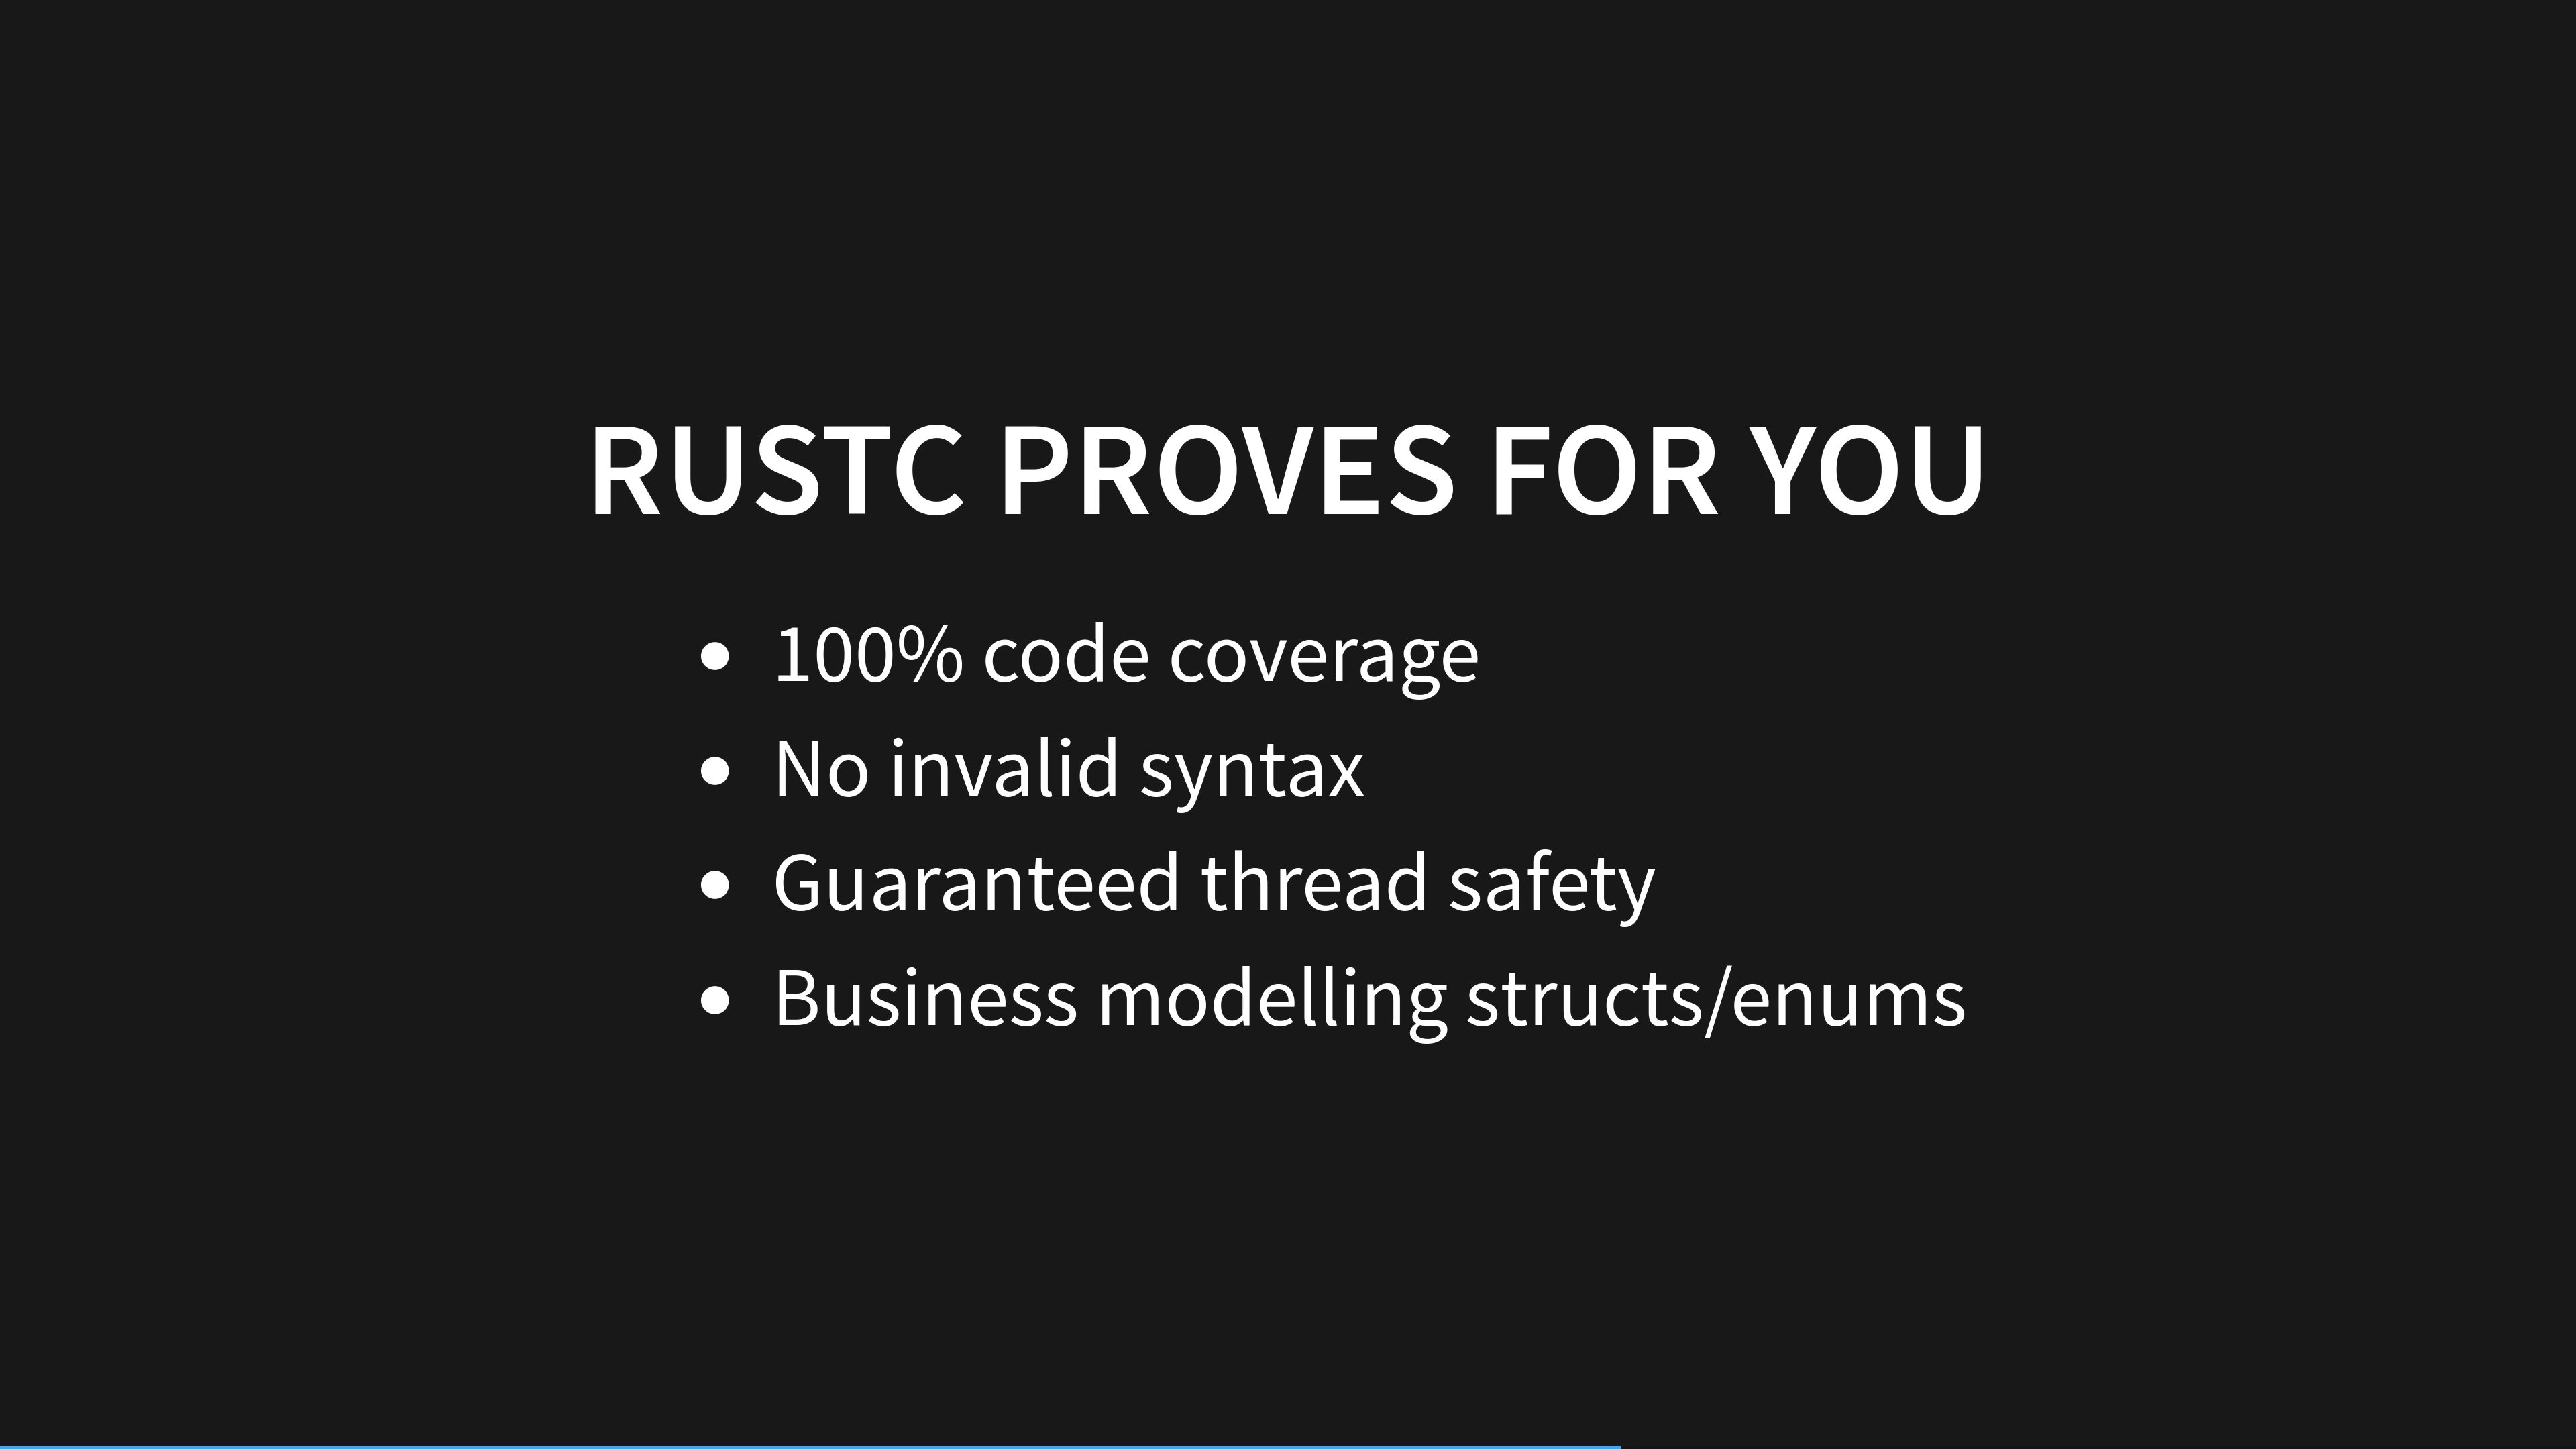 RUSTC PROVES FOR YOU
• 100% code coverage
• No invalid syntax
• Guaranteed thread safety
• Business modelling structs/enums